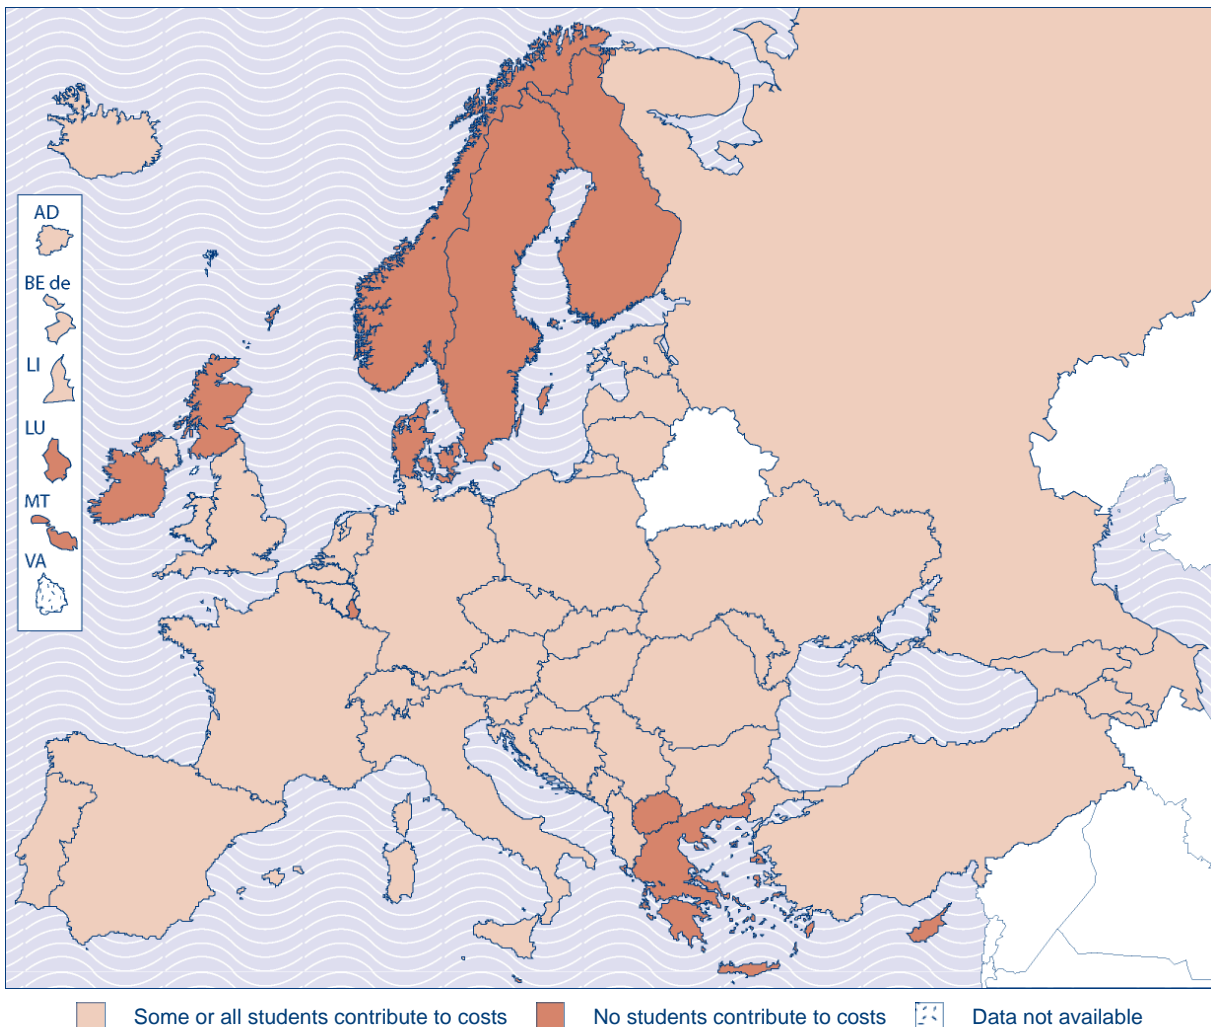 AD
BE de
LI
LU
MT
VA
Some or all students contribute to costs No students contribute to costs Data not available